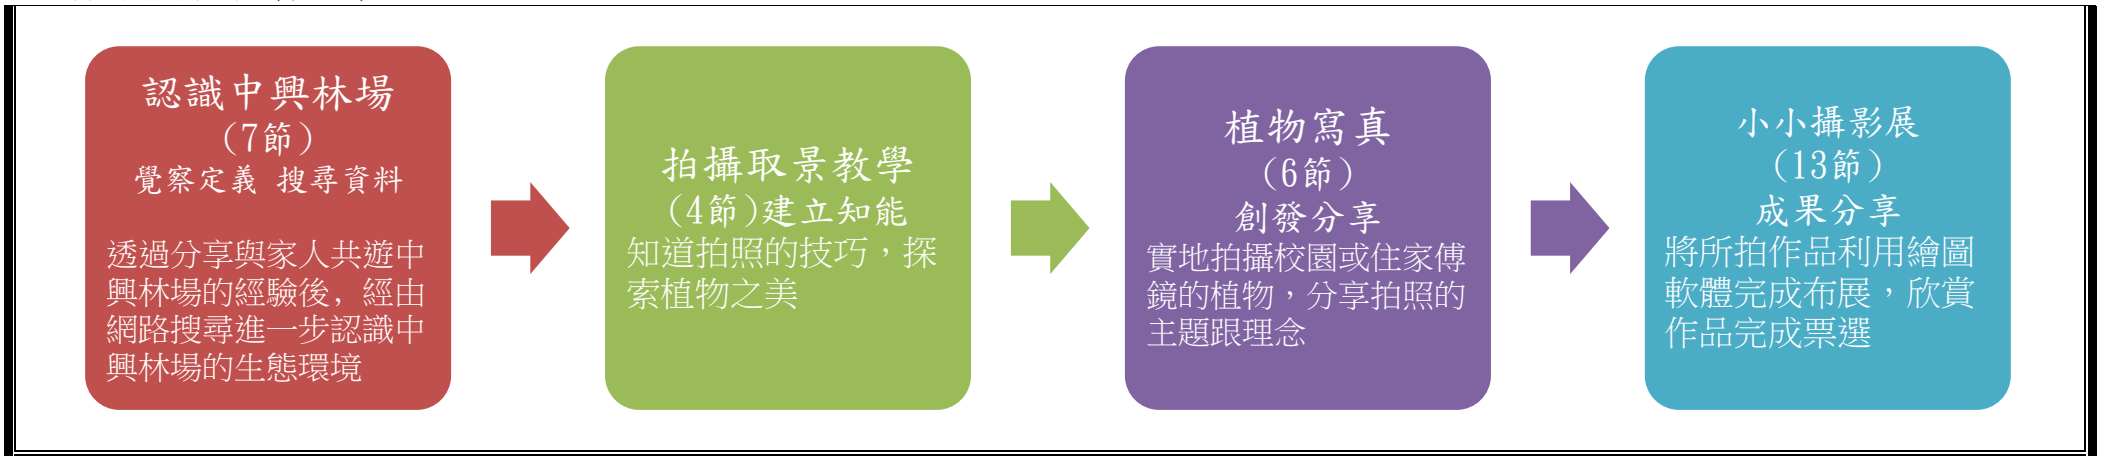 認識中興林場
(7節)
覺察定義 搜尋資料
透過分享與家人共遊中
興林場的經驗後, 經由
網路搜尋進一步認識中
興林場的生態環境
拍攝取景教學
(4節)建立知能
知道拍照的技巧，探
索植物之美
植物寫真
(6節)
創發分享
實地拍攝校園或住家傅
鏡的植物，分享拍照的
主題跟理念
小小攝影展
(13節)
成果分享
將所拍作品利用繪圖
軟體完成布展，欣賞
作品完成票選